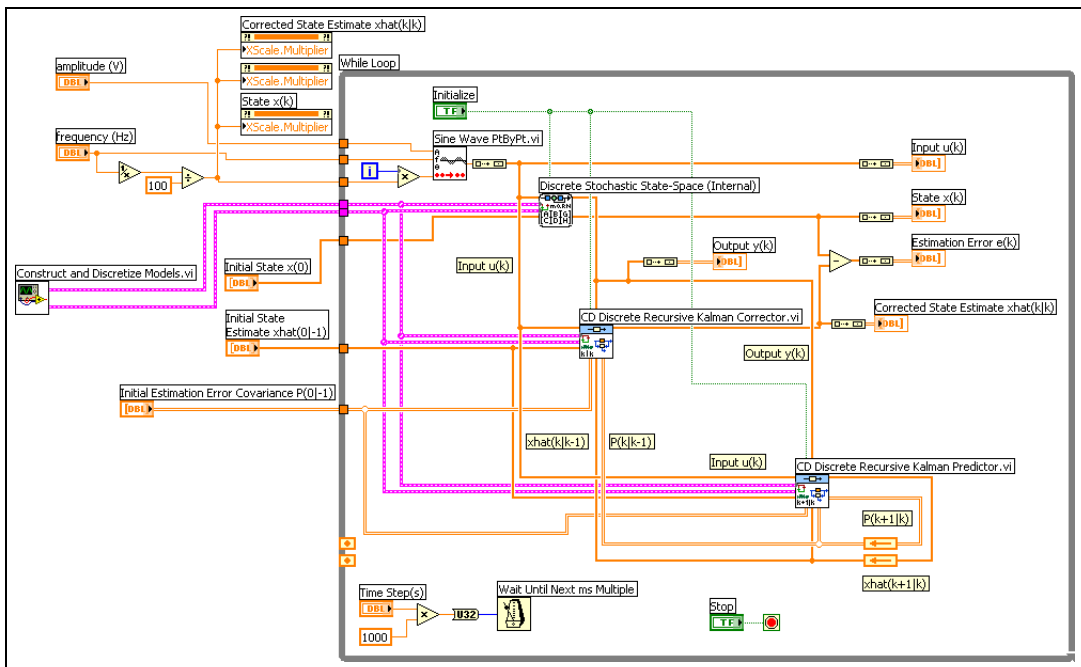 Corrected State Estimate xhat(k|k)
?! ?!
XScale.Multiplier
?! ?!
XScale.Multiplier
State x(k)
?! ?!
XScale.Multiplier
amplitude (V)
DBL
frequency (Hz)
DBL
1/x
100
÷
While Loop
Initialize
TF
Sine Wave PtByPt.vi
i
×
Discrete Stochastic State-Space (Internal)
Input u(k)
DBL]
State x(k)
DBL]
Estimation Error e(k)
DBL]
Output y(k)
DBL]
Input u(k)
Initial State x(0)
[DBL]
Construct and Discretize Models.vi
Initial State
Estimate xhat(0|-1)
[DBL]
CD Discrete Recursive Kalman Corrector.vi
k|k
Corrected State Estimate xhat(k|k)
DBL]
Output y(k)
Initial Estimation Error Covariance P(0|-1)
[DBL]
xhat(k|k-1)
P(k|k-1)
Input u(k)
CD Discrete Recursive Kalman Predictor.vi
k+1|k
P(k+1|k)
xhat(k+1|k)
Time Step(s)
DBL
1000
×
U32
Wait Until Next ms Multiple
Stop
TF